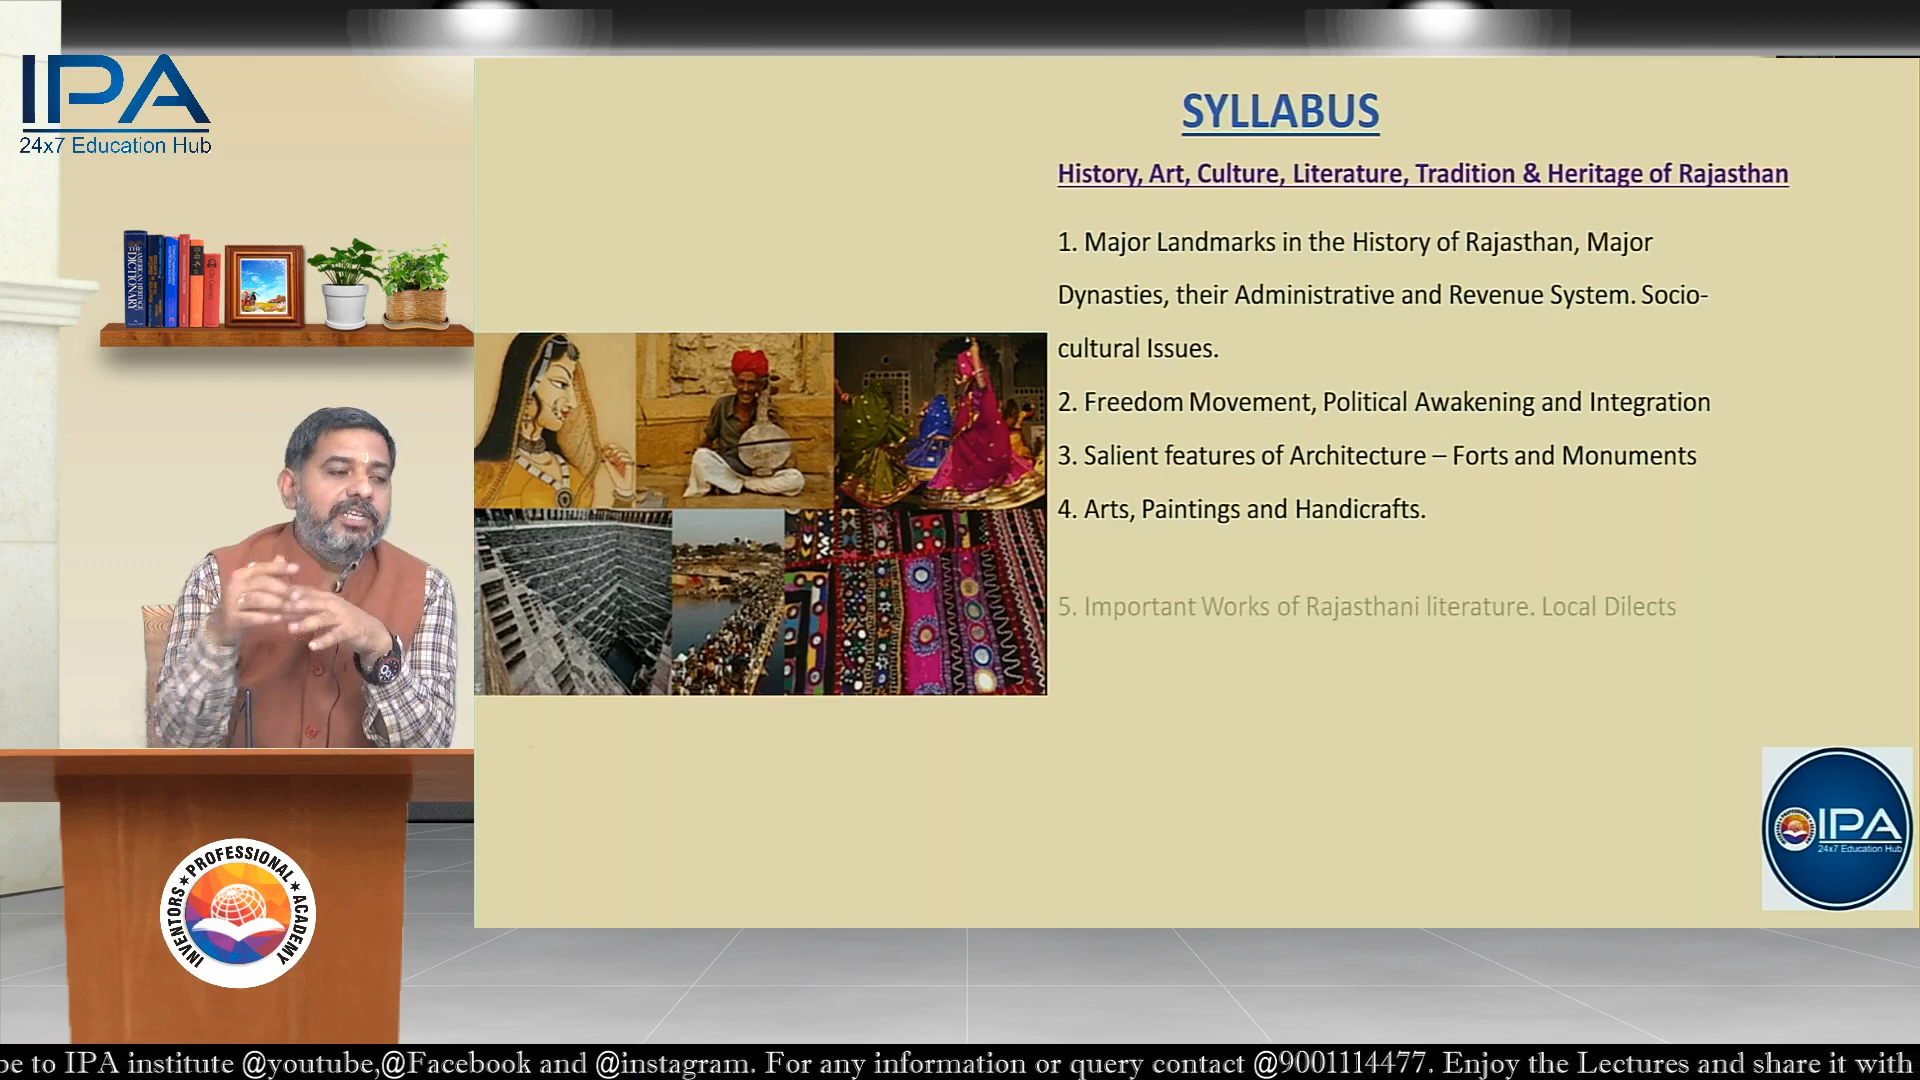 IPA
24x7 Education Hub
SYLLABUS
History, Art, Culture, Literature, Tradition & Heritage of Rajasthan
1. Major Landmarks in the History of Rajasthan, Major
Dynasties, their Administrative and Revenue System. Socio-
cultural Issues.
2. Freedom Movement, Political Awakening and Integration
3. Salient features of Architecture – Forts and Monuments
4. Arts, Paintings and Handicrafts.
5. Important Works of Rajasthani literature. Local Dilects
DICTIONARY
INVENTORS ★ PROFESSIONAL ★ ACADEMY
IPA
24x7 Education Hub
be to IPA institute @youtube,@Facebook and @instagram. For any information or query contact @9001114477. Enjoy the Lectures and share it with